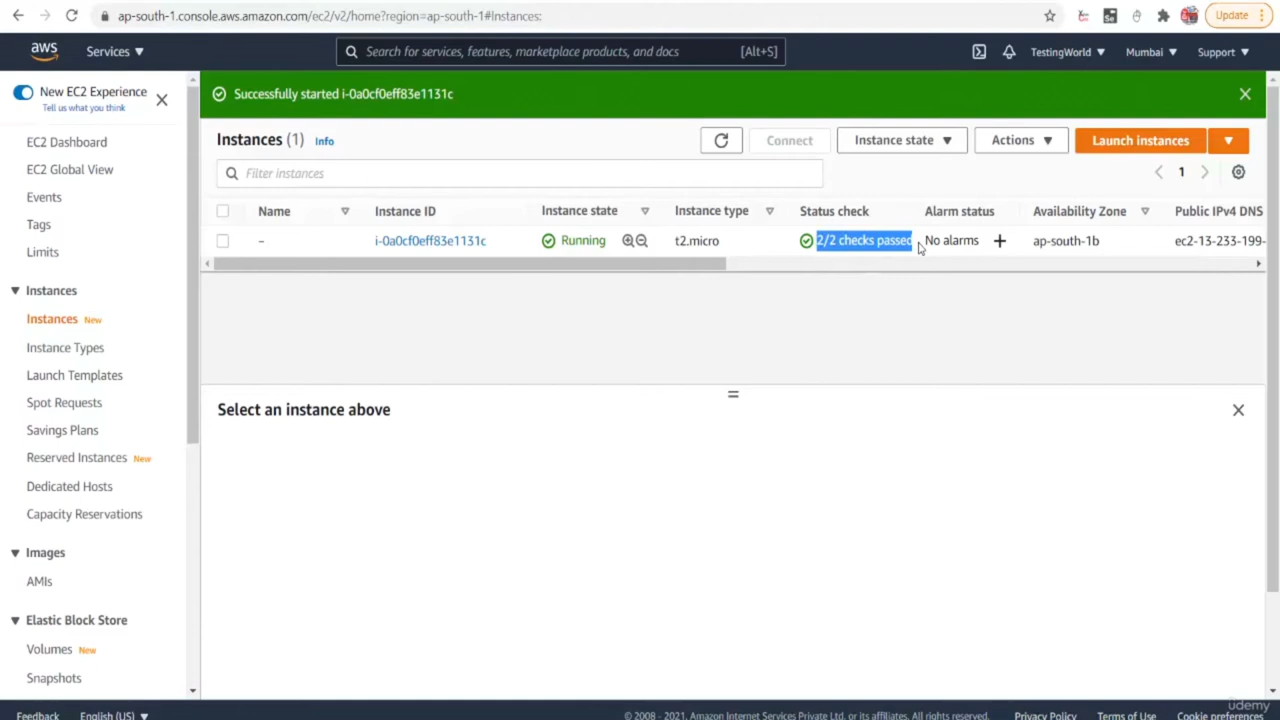 ap-south-1.console.aws.amazon.com/ec2/v2/home?region=ap-south-1#Instances:
Update
aws
Services
Search for services, features, marketplace products, and docs
[Alt+S]
TestingWorld
Mumbai
Support
New EC2 Experience
Tell us what you think
EC2 Dashboard
EC2 Global View
Events
Tags
Limits
Instances
Instances New
Instance Types
Launch Templates
Spot Requests
Savings Plans
Reserved Instances New
Dedicated Hosts
Capacity Reservations
Images
AMIs
Elastic Block Store
Volumes New
Snapshots
Successfully started i-0a0cf0eff83e1131c
Instances (1) Info
Connect
Instance state
Actions
Launch instances
Filter instances
1
Name Instance ID Instance state Instance type Status check Alarm status Availability Zone Public IPv4 DNS
– i-0a0cf0eff83e1131c Running t2.micro 2/2 checks passed No alarms + ap-south-1b ec2-13-233-199-
Select an instance above
udemy
Feedback English (US) © 2008 - 2021, Amazon Internet Services Private Ltd. or its affiliates. All rights reserved. Privacy Policy Terms of Use Cookie preferences